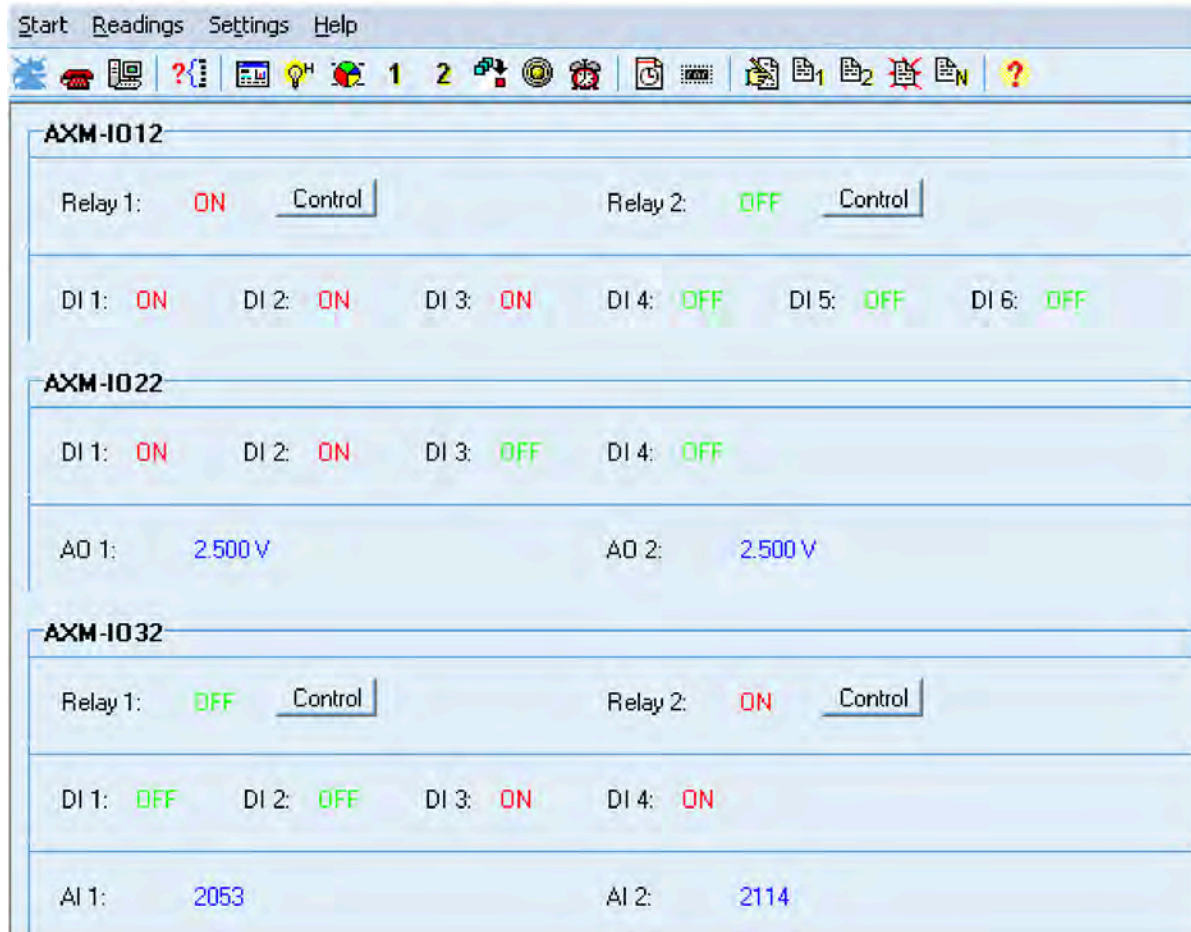 Start Readings Settings Help
?{ H 1 2 1 2 N ?
AXM-IO12
Relay 1: ON Control Relay 2: OFF Control
DI 1: ON DI 2: ON DI 3: ON DI 4: OFF DI 5: OFF DI 6: OFF
AXM-IO22
DI 1: ON DI 2: ON DI 3: OFF DI 4: OFF
AO 1: 2.500 V AO 2: 2.500 V
AXM-IO32
Relay 1: OFF Control Relay 2: ON Control
DI 1: OFF DI 2: OFF DI 3: ON DI 4: ON
AI 1: 2053 AI 2: 2114